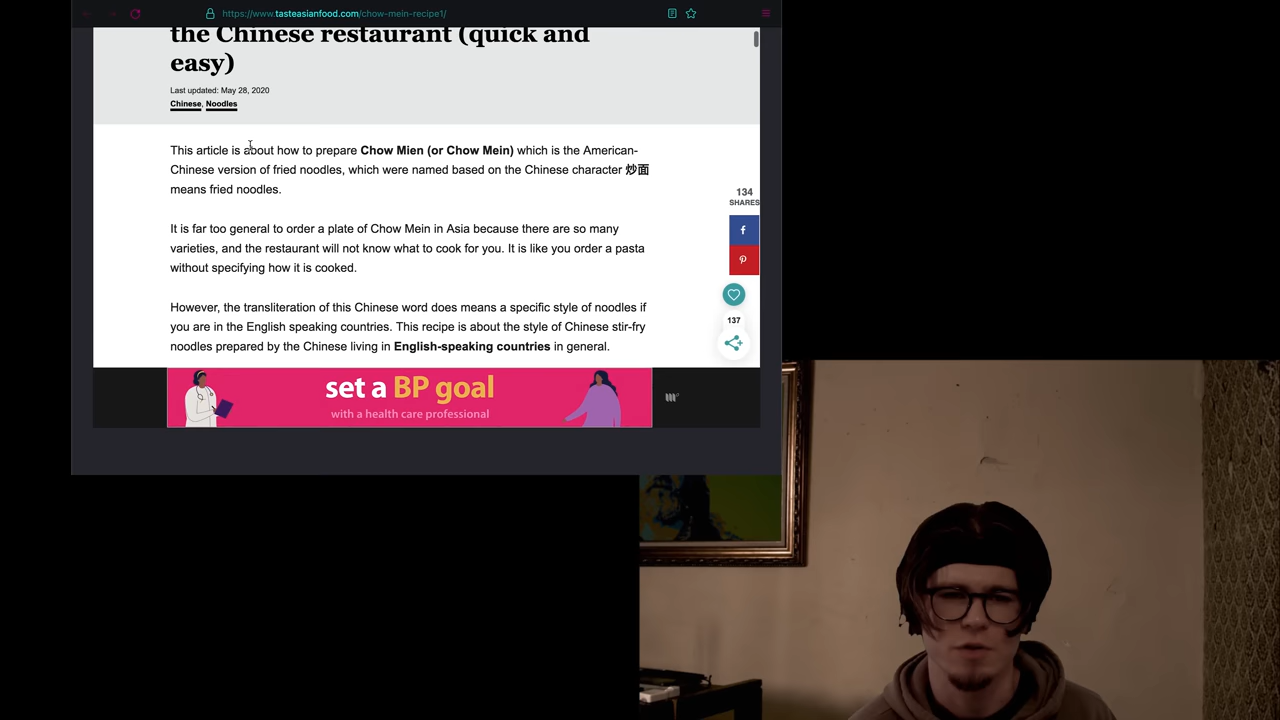 https://www.tasteasianfood.com/chow-mein-recipe1/
the Chinese restaurant (quick and
easy)
Last updated: May 28, 2020
Chinese, Noodles
This article is about how to prepare Chow Mien (or Chow Mein) which is the American-
Chinese version of fried noodles, which were named based on the Chinese character 炒面
means fried noodles.
134
SHARES
It is far too general to order a plate of Chow Mein in Asia because there are so many
varieties, and the restaurant will not know what to cook for you. It is like you order a pasta
without specifying how it is cooked.
However, the transliteration of this Chinese word does means a specific style of noodles if
you are in the English speaking countries. This recipe is about the style of Chinese stir-fry
noodles prepared by the Chinese living in English-speaking countries in general.
137
set a BP goal
with a health care professional